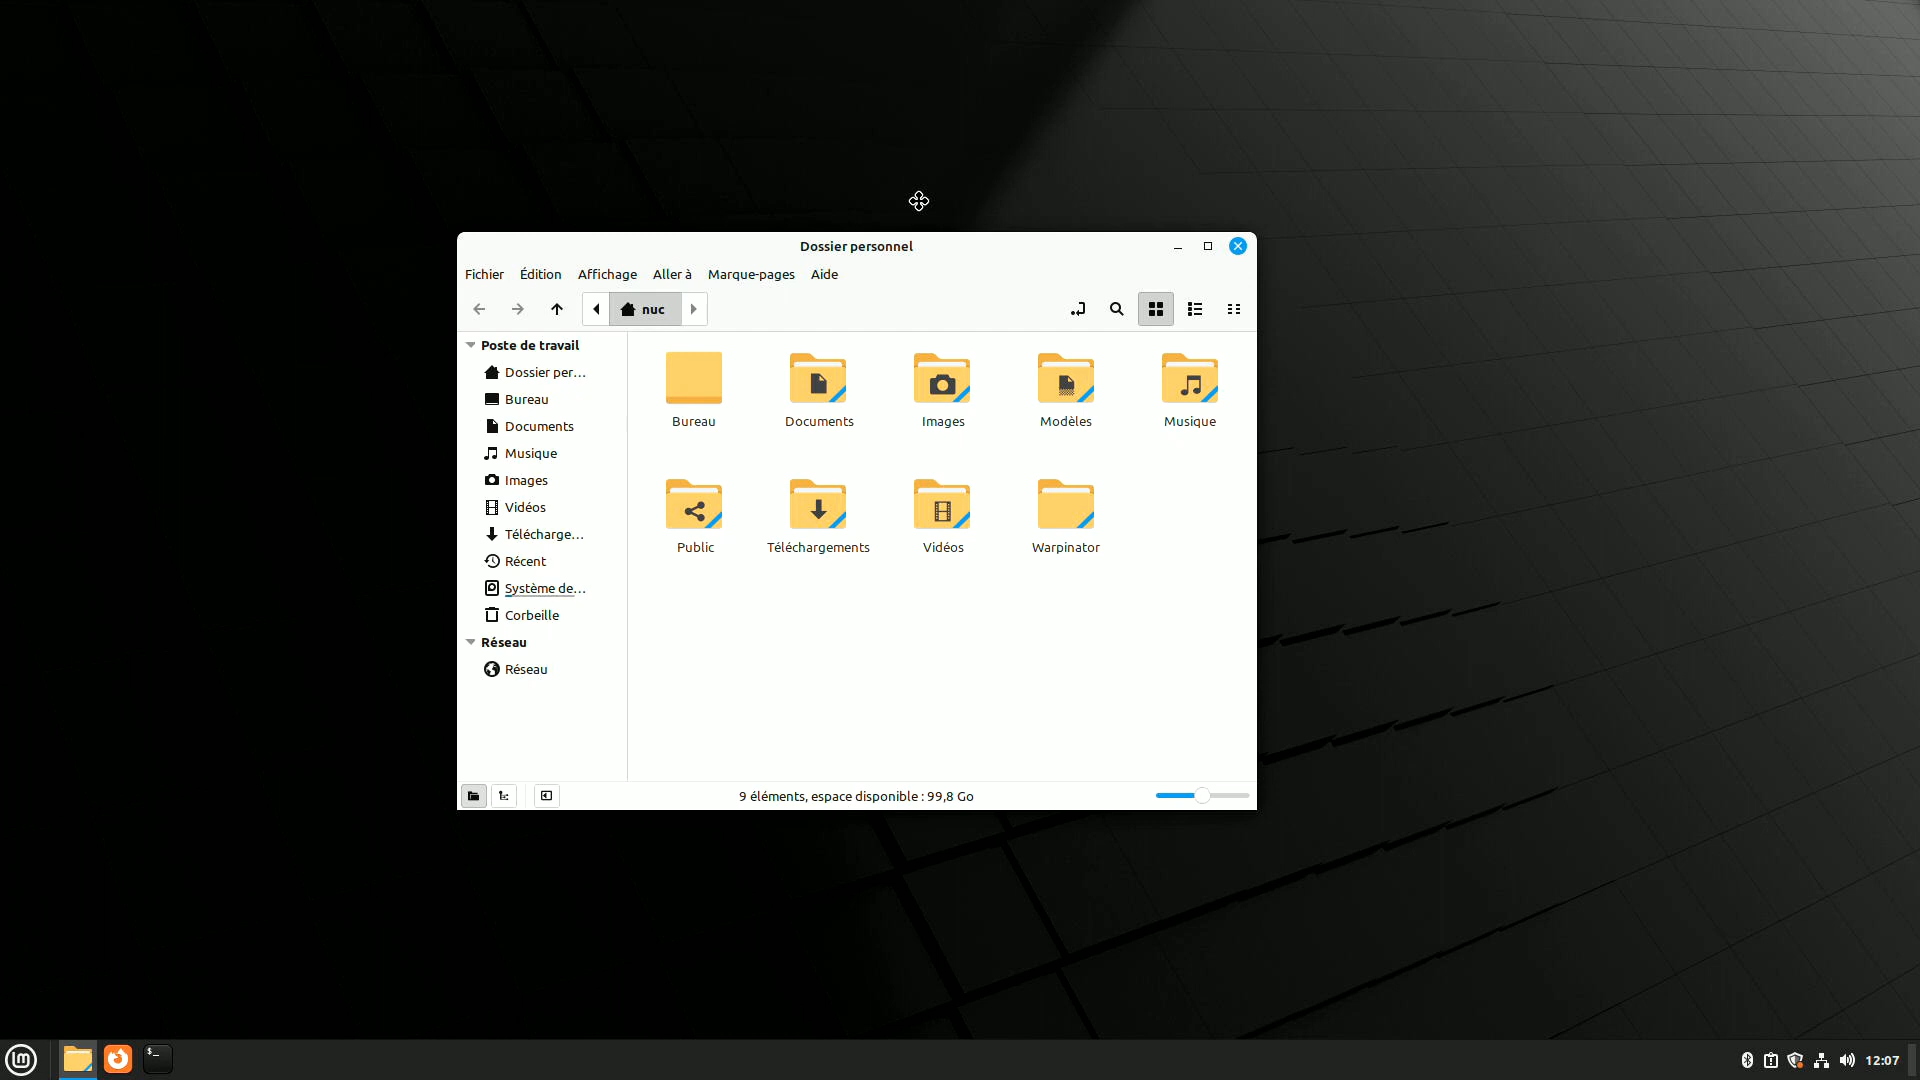 Dossier personnel
Fichier Édition Affichage Aller à Marque-pages Aide
nuc
Poste de travail
Dossier per...
Bureau
Documents
Musique
Images
Vidéos
Télécharge...
Récent
Système de...
Corbeille
Réseau
Réseau
Bureau Documents Images Modèles Musique
Public Téléchargements Vidéos Warpinator
9 éléments, espace disponible : 99,8 Go
lm
$_
12:07